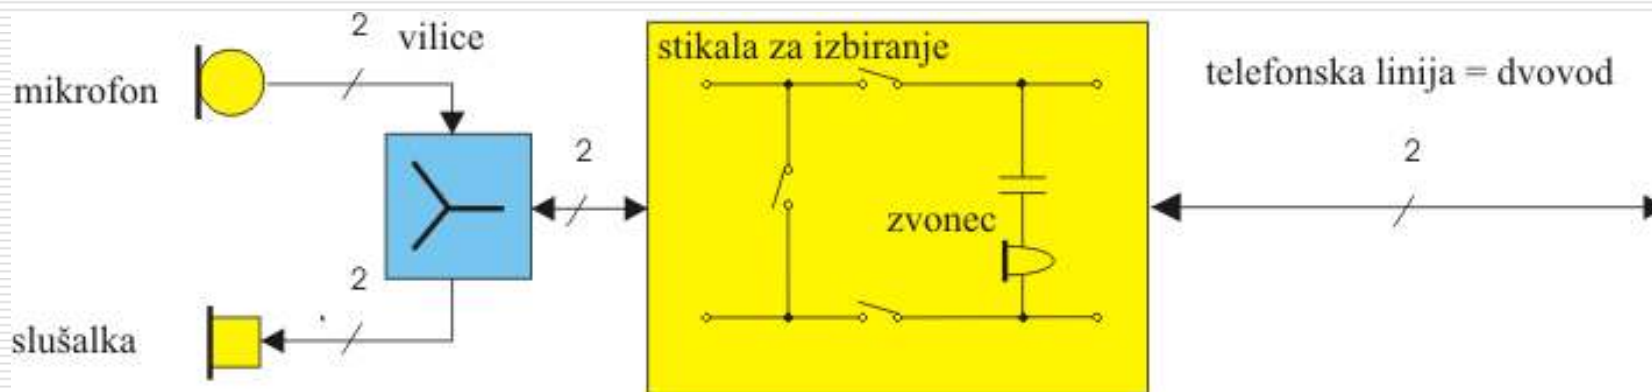 2
vilice
mikrofon
stikala za izbiranje
telefonska linija = dvovod
2
2
zvonec
2
slušalka